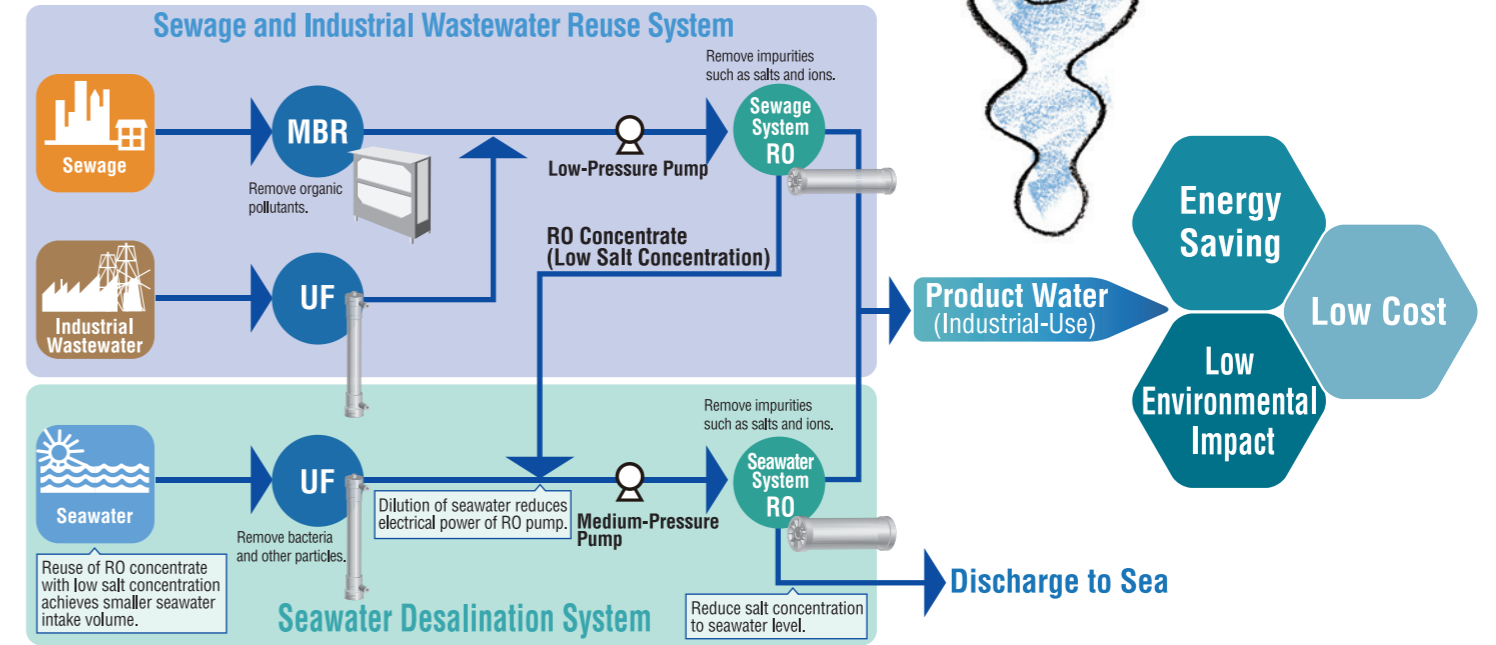 Sewage and Industrial Wastewater Reuse System
Sewage
MBR
Remove organic
pollutants.
Low-Pressure Pump
Remove impurities
such as salts and ions.
Sewage
System
RO
Industrial
Wastewater
UF
RO Concentrate
(Low Salt Concentration)
Product Water
(Industrial-Use)
Energy
Saving
Low Cost
Low
Environmental
Impact
Seawater
UF
Remove bacteria
and other particles.
Dilution of seawater reduces
electrical power of RO pump.
Medium-Pressure
Pump
Remove impurities
such as salts and ions.
Seawater
System
RO
Reuse of RO concentrate
with low salt concentration
achieves smaller seawater
intake volume.
Seawater Desalination System
Reduce salt concentration
to seawater level.
Discharge to Sea